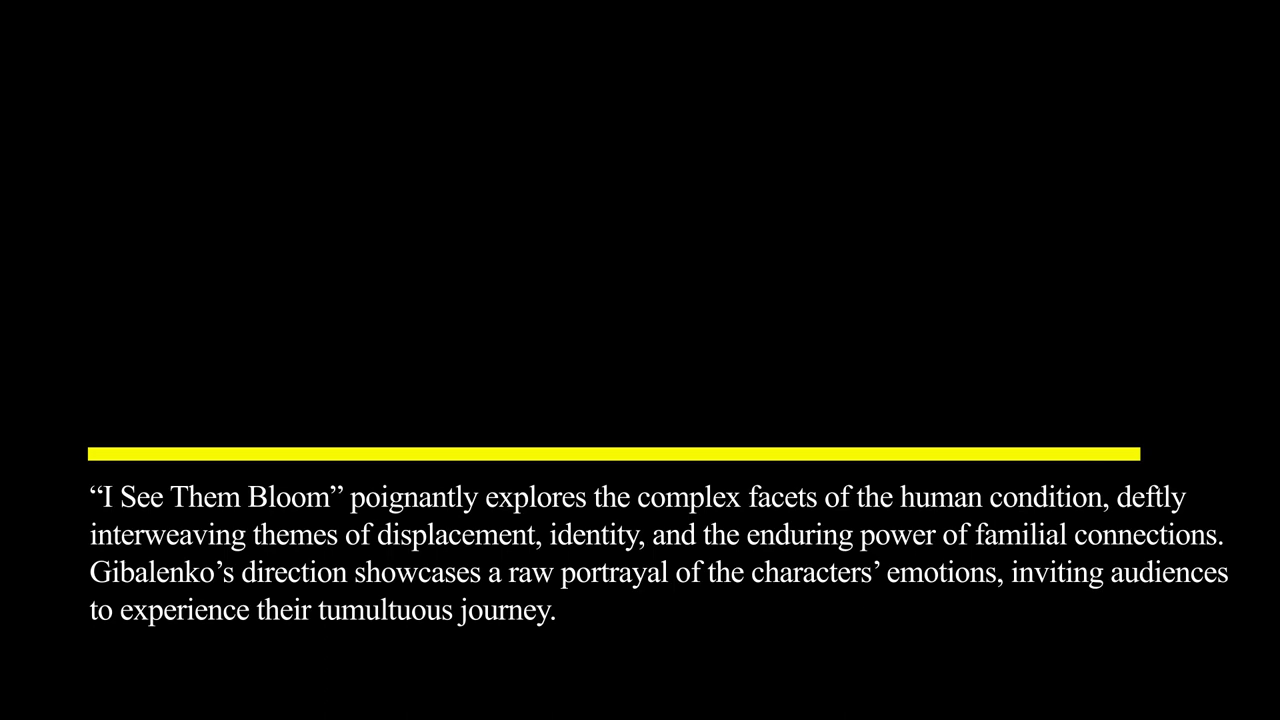 “I See Them Bloom” poignantly explores the complex facets of the human condition, deftly
interweaving themes of displacement, identity, and the enduring power of familial connections.
Gibalenko’s direction showcases a raw portrayal of the characters’ emotions, inviting audiences
to experience their tumultuous journey.